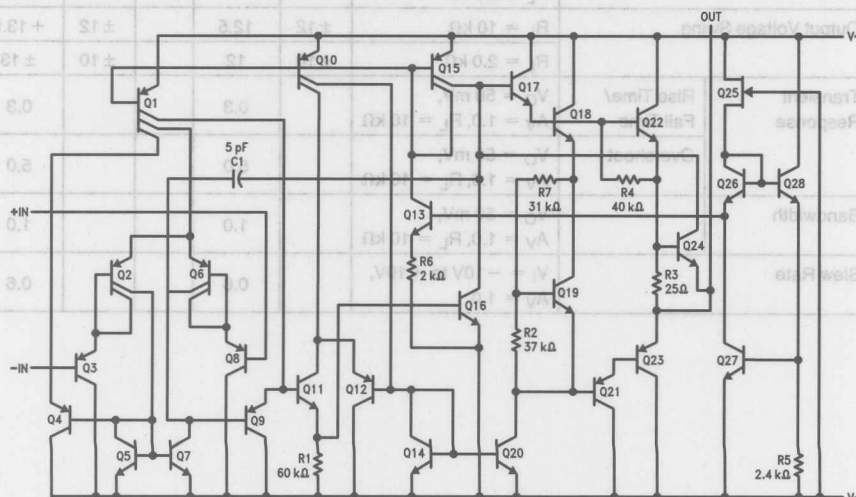 OUT
Q10
Q15
Q17
Q25
Q1
Q18
Q22
5 pF
C1
R7
31 kΩ
R4
40 kΩ
Q26
Q28
+IN
Q13
Q24
Q2
Q6
R6
2 kΩ
R3
25Ω
Q16
Q19
R2
37 kΩ
-IN
Q3
Q8
Q11
Q12
Q21
Q23
Q27
Q4
Q9
Q5
Q7
R1
60 kΩ
Q14
Q20
R5
2.4 kΩ